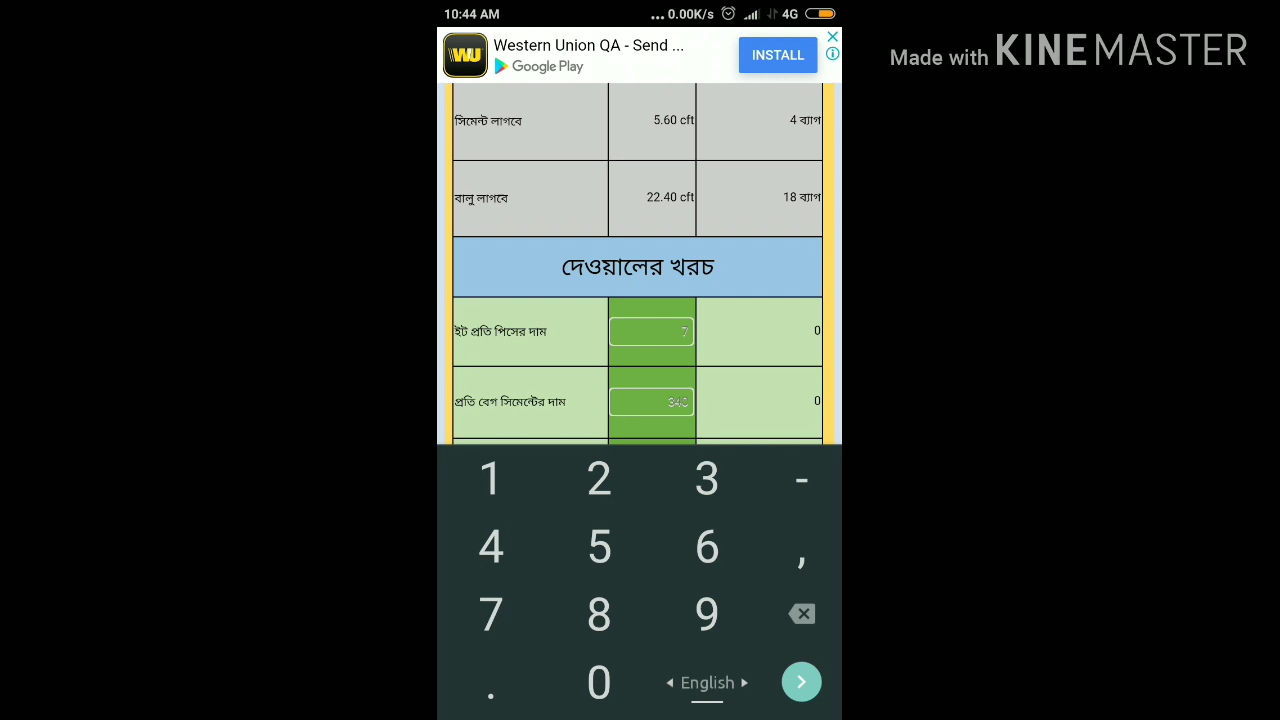 10:44 AM
... 0.00K/s 4G
Western Union QA - Send ...
Google Play
INSTALL
Made with KINEMASTER
সিমেন্ট লাগবে 5.60 cft 4 ব্যাগ
বালু লাগবে 22.40 cft 18 ব্যাগ
দেওয়ালের খরচ
ইট প্রতি পিসের দাম 7 0
প্রতি বেগ সিমেন্টের দাম 340 0
1 2 3 -
4 5 6 ,
7 8 9
. 0 English